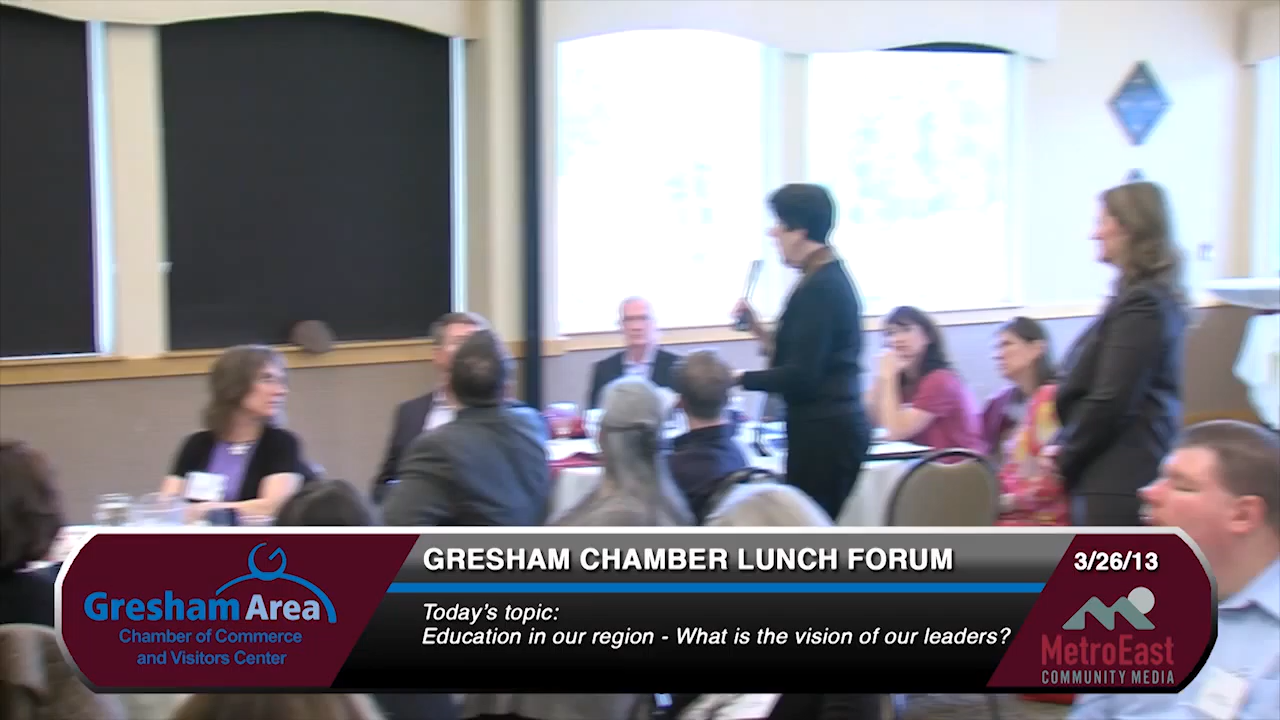 GRESHAM CHAMBER LUNCH FORUM
3/26/13
Gresham Area
Chamber of Commerce
and Visitors Center
Today's topic:
Education in our region - What is the vision of our leaders?
MetroEast
COMMUNITY MEDIA